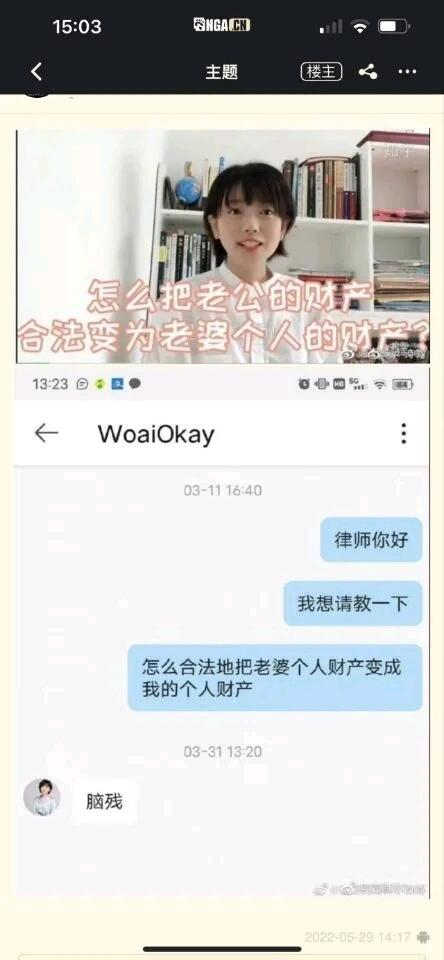 15:03
NGA.CN
主题
楼主
知乎
怎么把老公的财产
合法变为老婆个人的财产?
13:23
HD
5G
84
WoaiOkay
03-11 16:40
律师你好
我想请教一下
怎么合法地把老婆个人财产变成
我的个人财产
03-31 13:20
脑残
2022-05-29 14:17